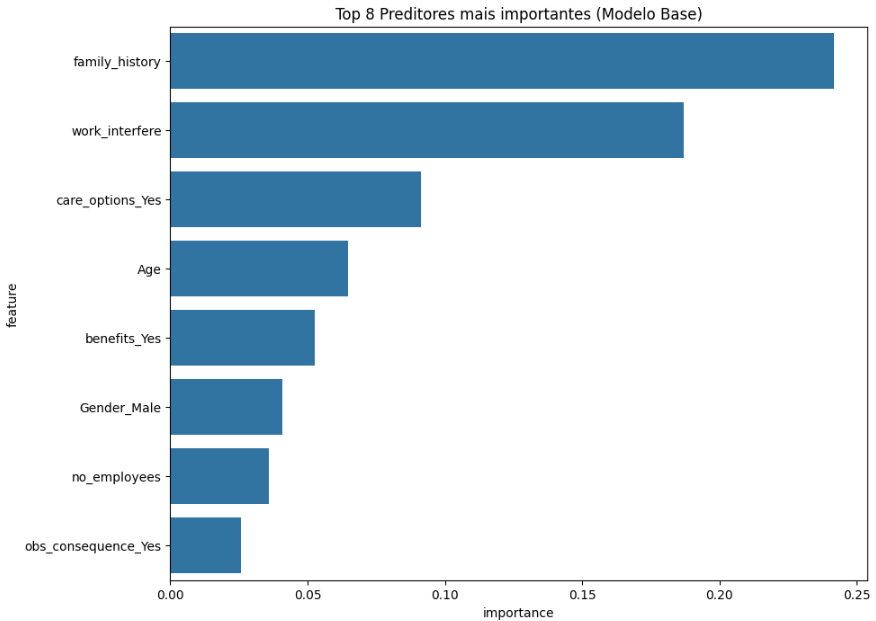 Top 8 Preditores mais importantes (Modelo Base)
family_history
work_interfere
care_options_Yes
Age
benefits_Yes
Gender_Male
no_employees
obs_consequence_Yes
feature
0.00 0.05 0.10 0.15 0.20 0.25
importance